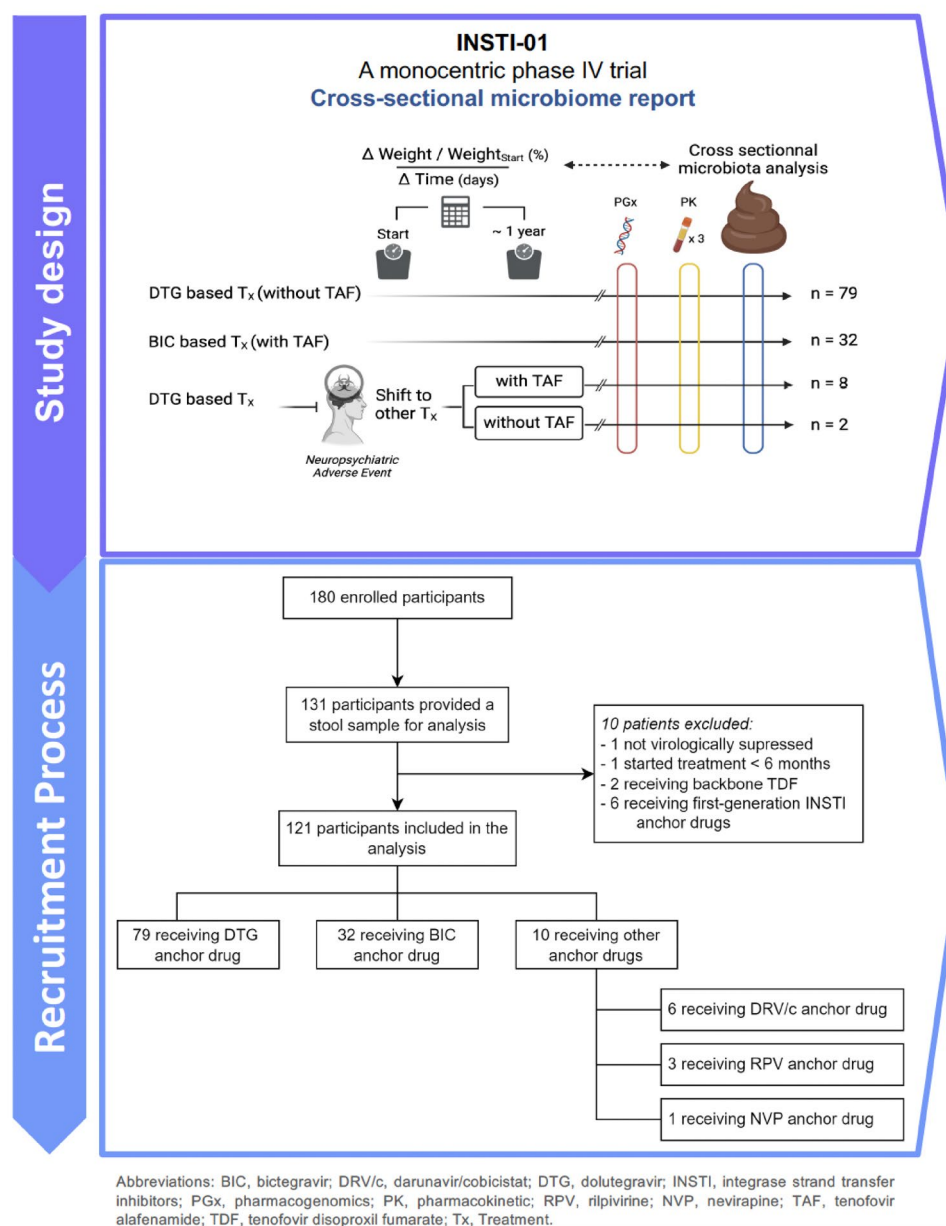 Study design
INSTI-01
A monocentric phase IV trial
Cross-sectional microbiome report
Δ Weight / WeightStart (%)
Δ Time (days)
Cross sectionnal
microbiota analysis
Start
~ 1 year
PGx
PK
x 3
DTG based Tx (without TAF)
n = 79
BIC based Tx (with TAF)
n = 32
DTG based Tx
Shift to
other Tx
with TAF
n = 8
without TAF
n = 2
Neuropsychiatric
Adverse Event
Recruitment Process
180 enrolled participants
131 participants provided a
stool sample for analysis
10 patients excluded:
- 1 not virologically supressed
- 1 started treatment < 6 months
- 2 receiving backbone TDF
- 6 receiving first-generation INSTI
anchor drugs
121 participants included in the
analysis
79 receiving DTG
anchor drug
32 receiving BIC
anchor drug
10 receiving other
anchor drugs
6 receiving DRV/c anchor drug
3 receiving RPV anchor drug
1 receiving NVP anchor drug
Abbreviations: BIC, bictegravir; DRV/c, darunavir/cobicistat; DTG, dolutegravir; INSTI, integrase strand transfer
inhibitors; PGx, pharmacogenomics; PK, pharmacokinetic; RPV, rilpivirine; NVP, nevirapine; TAF, tenofovir
alafenamide; TDF, tenofovir disoproxil fumarate; Tx, Treatment.